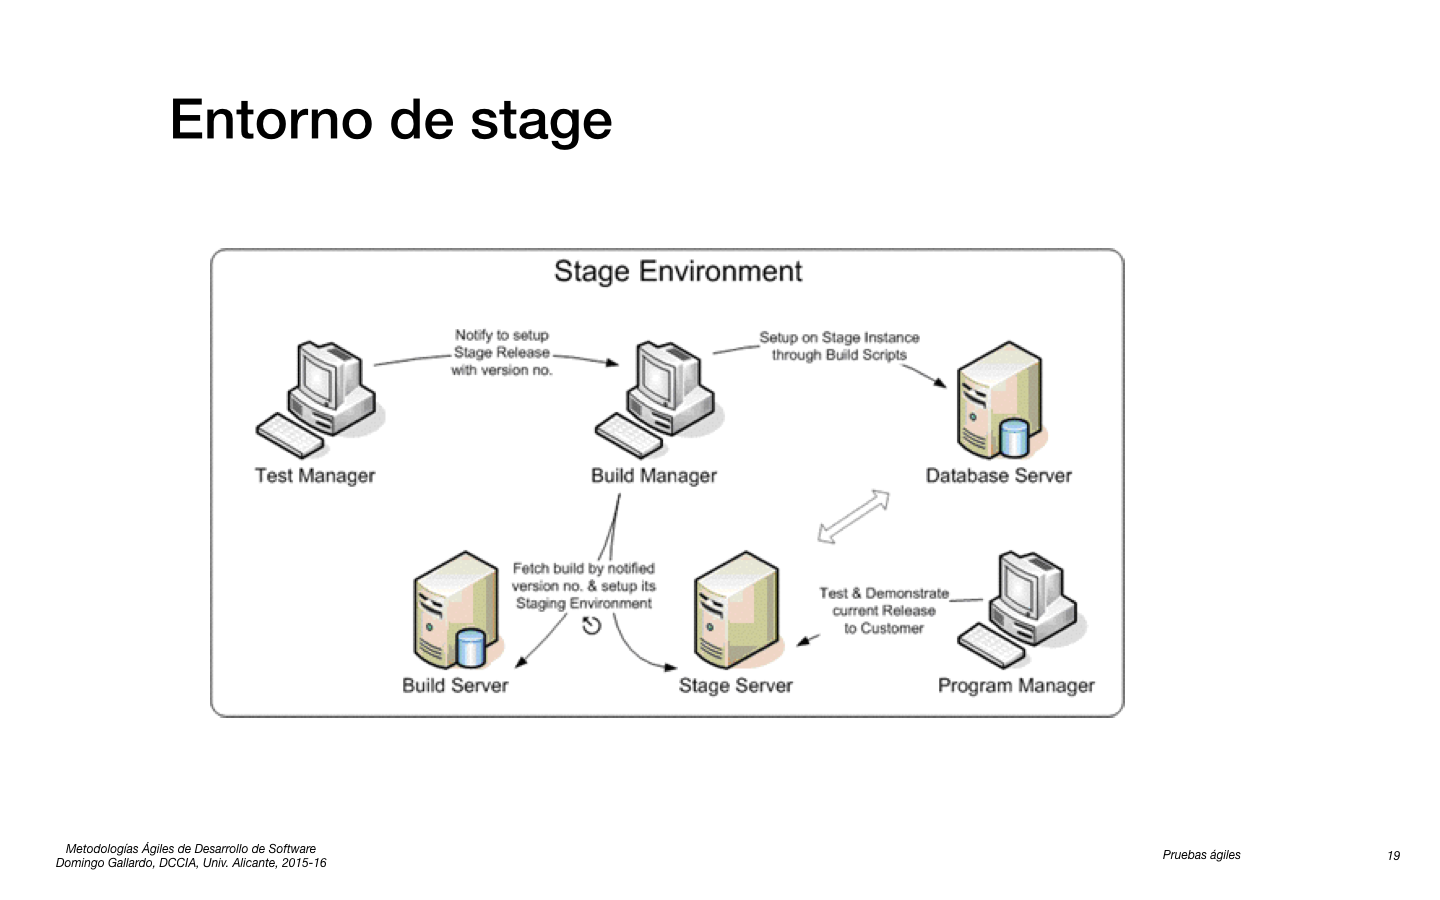 Entorno de stage
Stage Environment
Notify to setup
Stage Release
with version no.
Setup on Stage Instance
through Build Scripts
Test Manager
Build Manager
Database Server
Fetch build by notified
version no. & setup its
Staging Environment
Test & Demonstrate
current Release
to Customer
Build Server
Stage Server
Program Manager
Metodologías Ágiles de Desarrollo de Software
Domingo Gallardo, DCCIA, Univ. Alicante, 2015-16
Pruebas ágiles
19